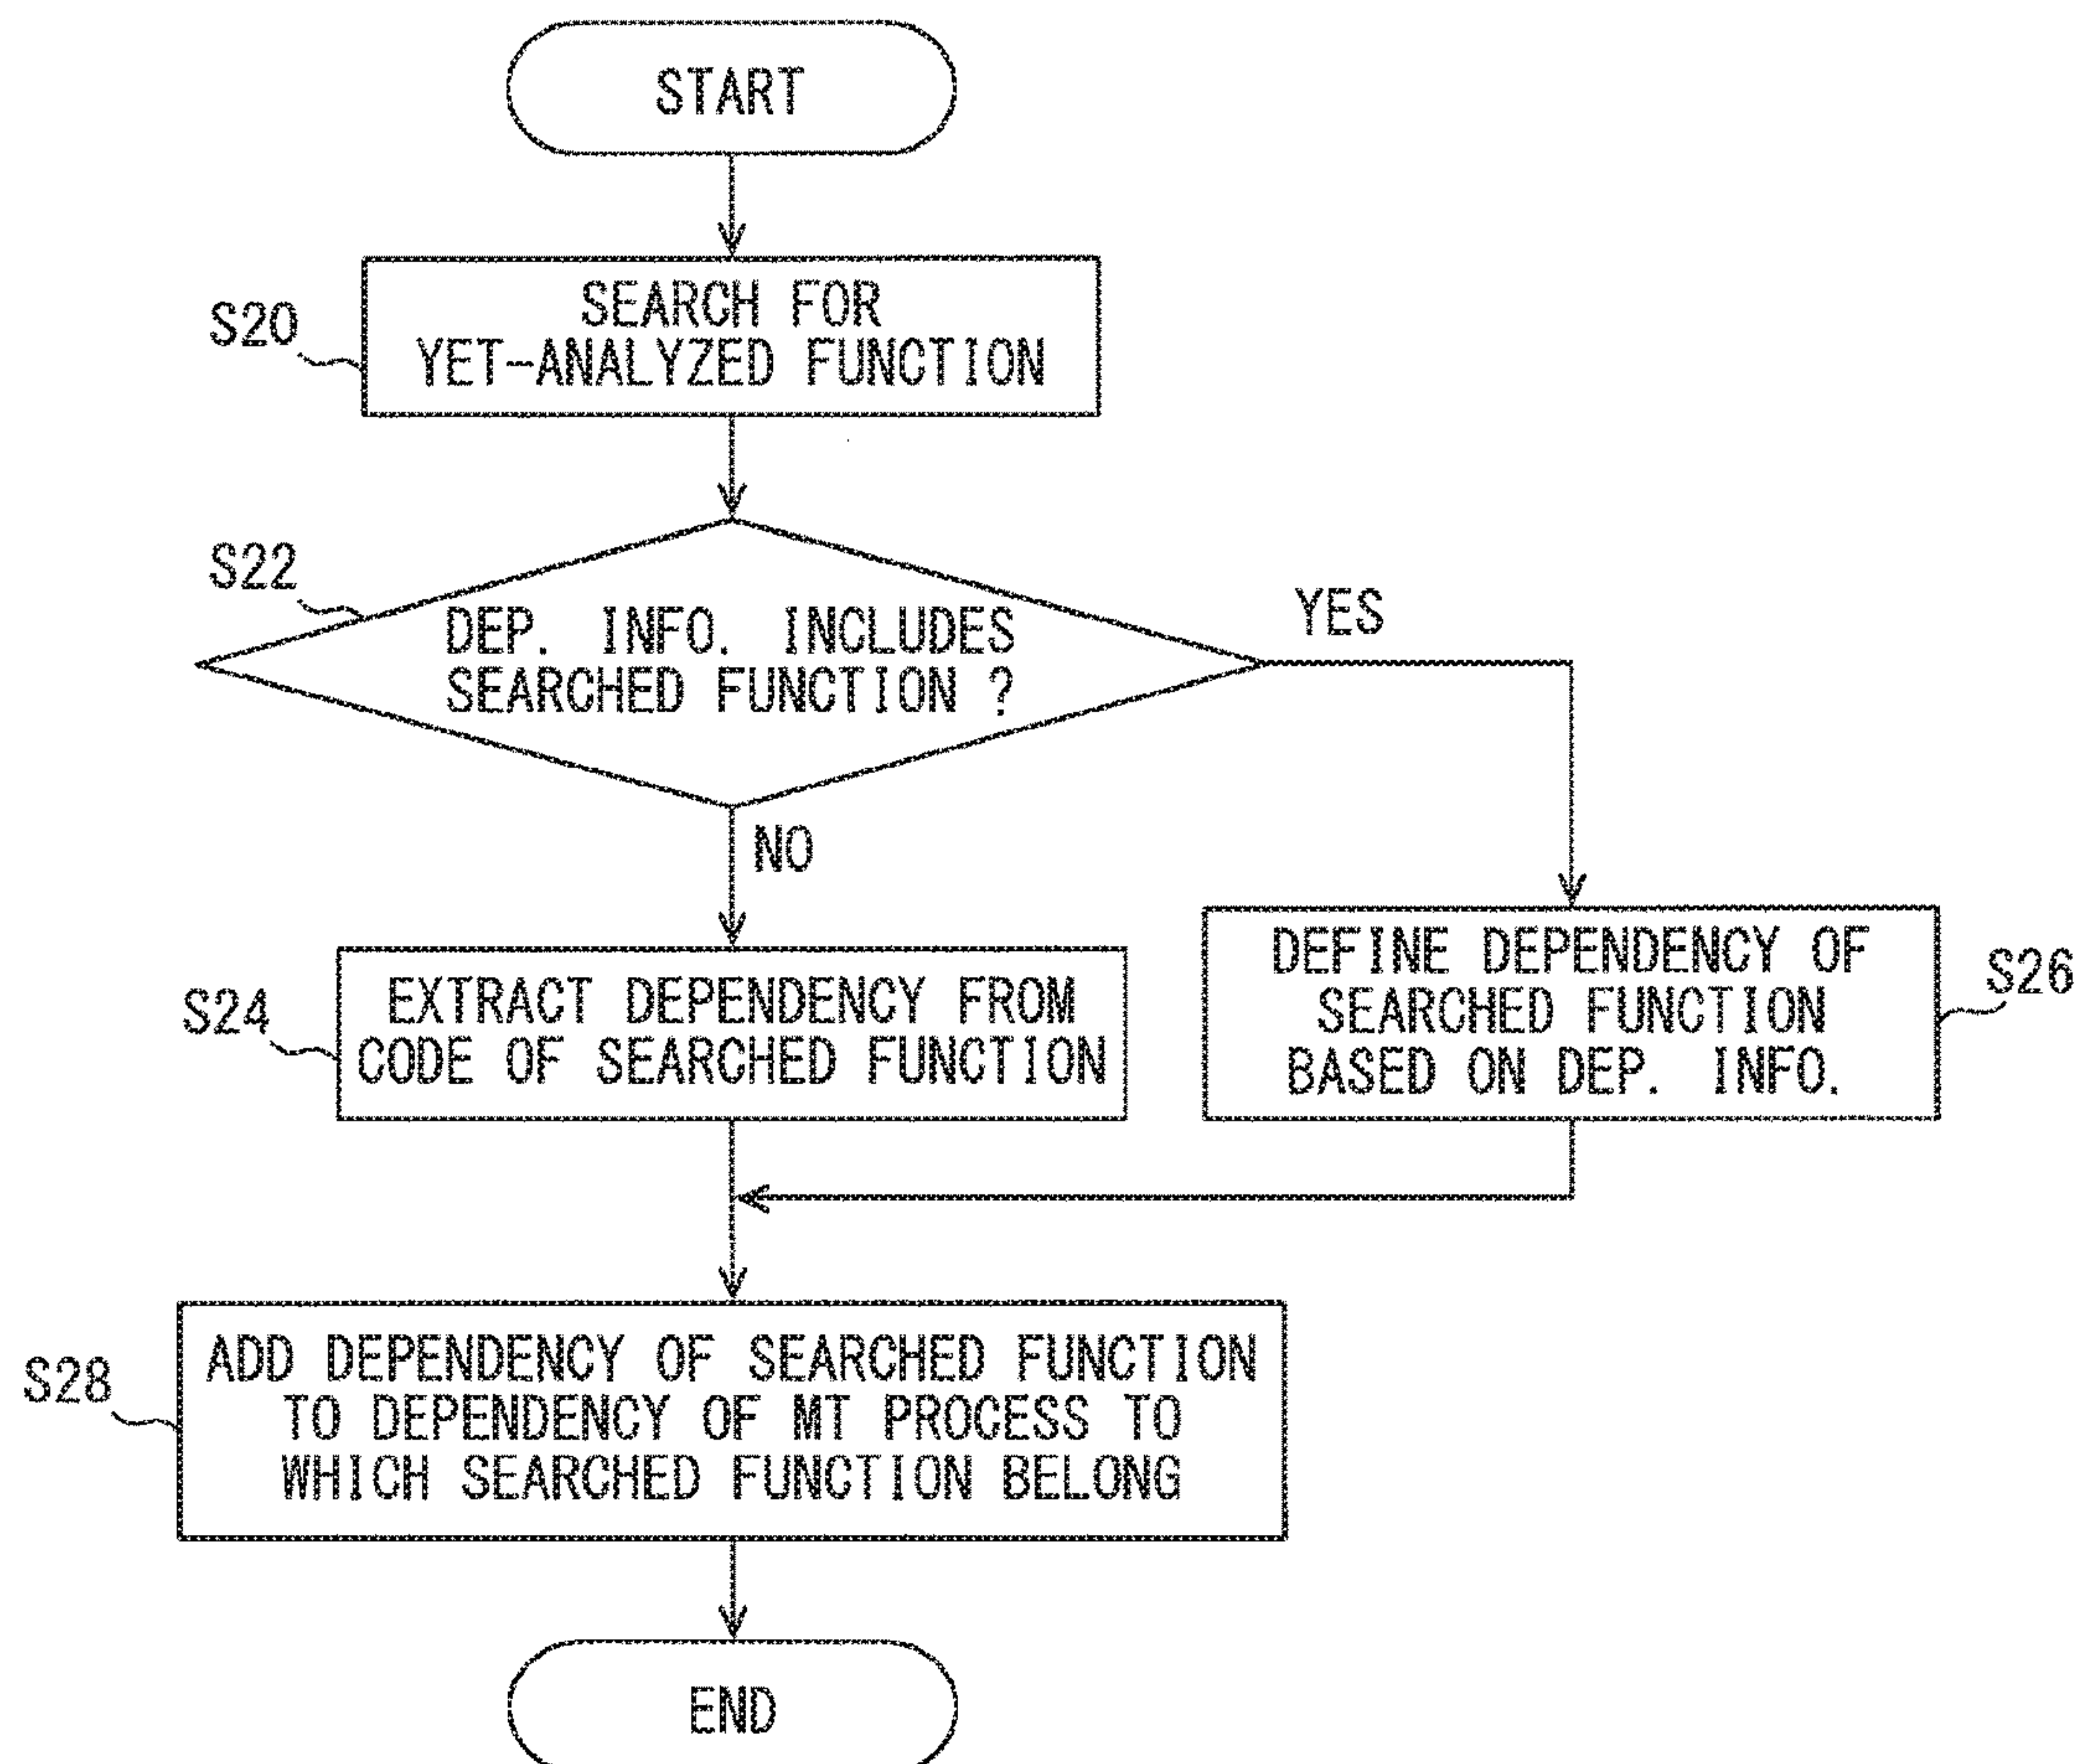 START
S20
SEARCH FOR
YET-ANALYZED FUNCTION
S22
DEP. INFO. INCLUDES
SEARCHED FUNCTION ?
YES
NO
S24
EXTRACT DEPENDENCY FROM
CODE OF SEARCHED FUNCTION
DEFINE DEPENDENCY OF
SEARCHED FUNCTION
BASED ON DEP. INFO.
S26
S28
ADD DEPENDENCY OF SEARCHED FUNCTION
TO DEPENDENCY OF MT PROCESS TO
WHICH SEARCHED FUNCTION BELONG
END